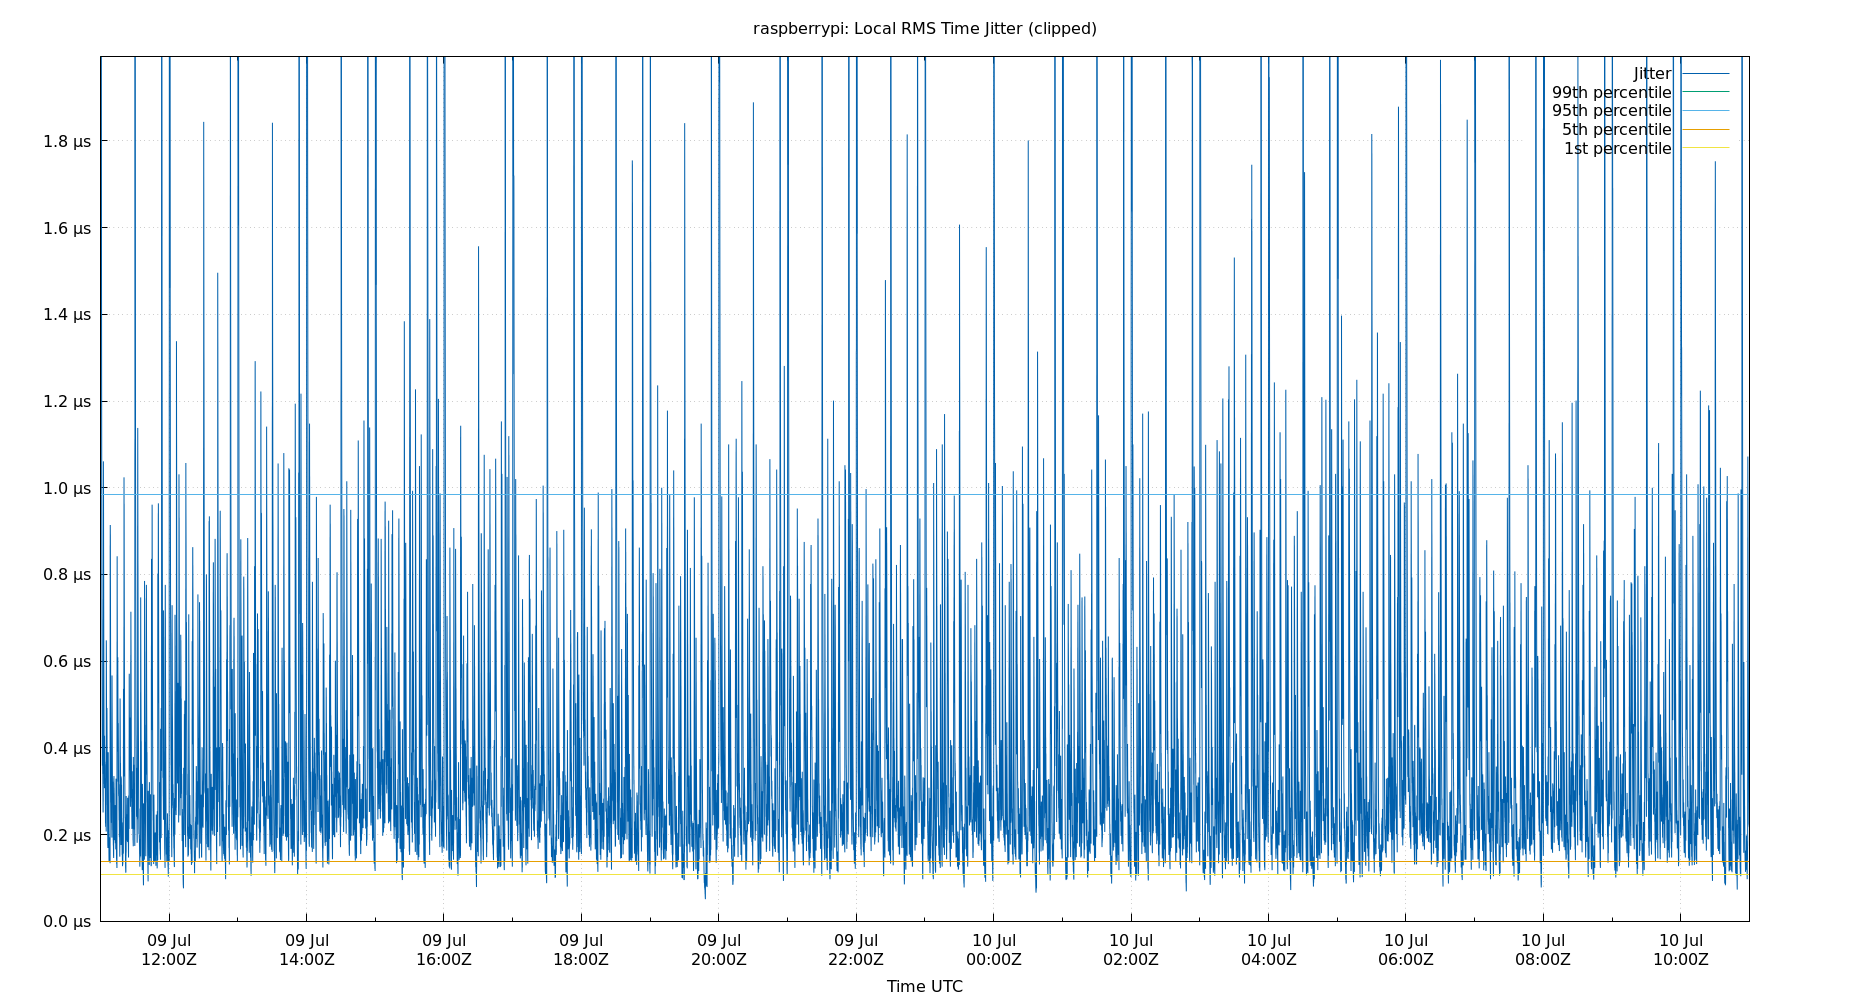 raspberrypi: Local RMS Time Jitter (clipped)
Jitter
99th percentile
95th percentile
5th percentile
1st percentile
1.8 µs
1.6 µs
1.4 µs
1.2 µs
1.0 µs
0.8 µs
0.6 µs
0.4 µs
0.2 µs
0.0 µs
09 Jul 09 Jul 09 Jul 09 Jul 09 Jul 09 Jul 10 Jul 10 Jul 10 Jul 10 Jul 10 Jul 10 Jul
12:00Z 14:00Z 16:00Z 18:00Z 20:00Z 22:00Z 00:00Z 02:00Z 04:00Z 06:00Z 08:00Z 10:00Z
Time UTC